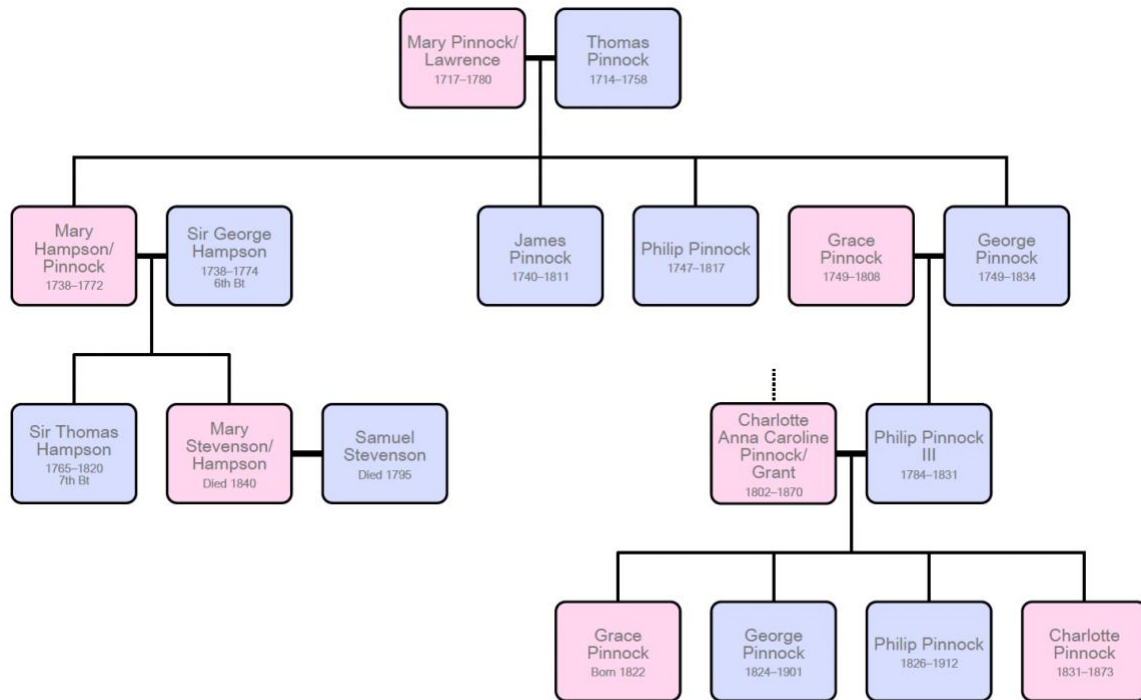 Mary Pinnock/
Lawrence
1717–1780
Thomas
Pinnock
1714–1758
Mary
Hampson/
Pinnock
1738–1772
Sir George
Hampson
1738–1774
6th Bt
James
Pinnock
1740–1811
Philip Pinnock
1747–1817
Grace
Pinnock
1749–1808
George
Pinnock
1749–1834
Sir Thomas
Hampson
1765–1820
7th Bt
Mary
Stevenson/
Hampson
Died 1840
Samuel
Stevenson
Died 1795
Charlotte
Anna Caroline
Pinnock/
Grant
1802–1870
Philip Pinnock
III
1784–1831
Grace
Pinnock
Born 1822
George
Pinnock
1824–1901
Philip Pinnock
1826–1912
Charlotte
Pinnock
1831–1873